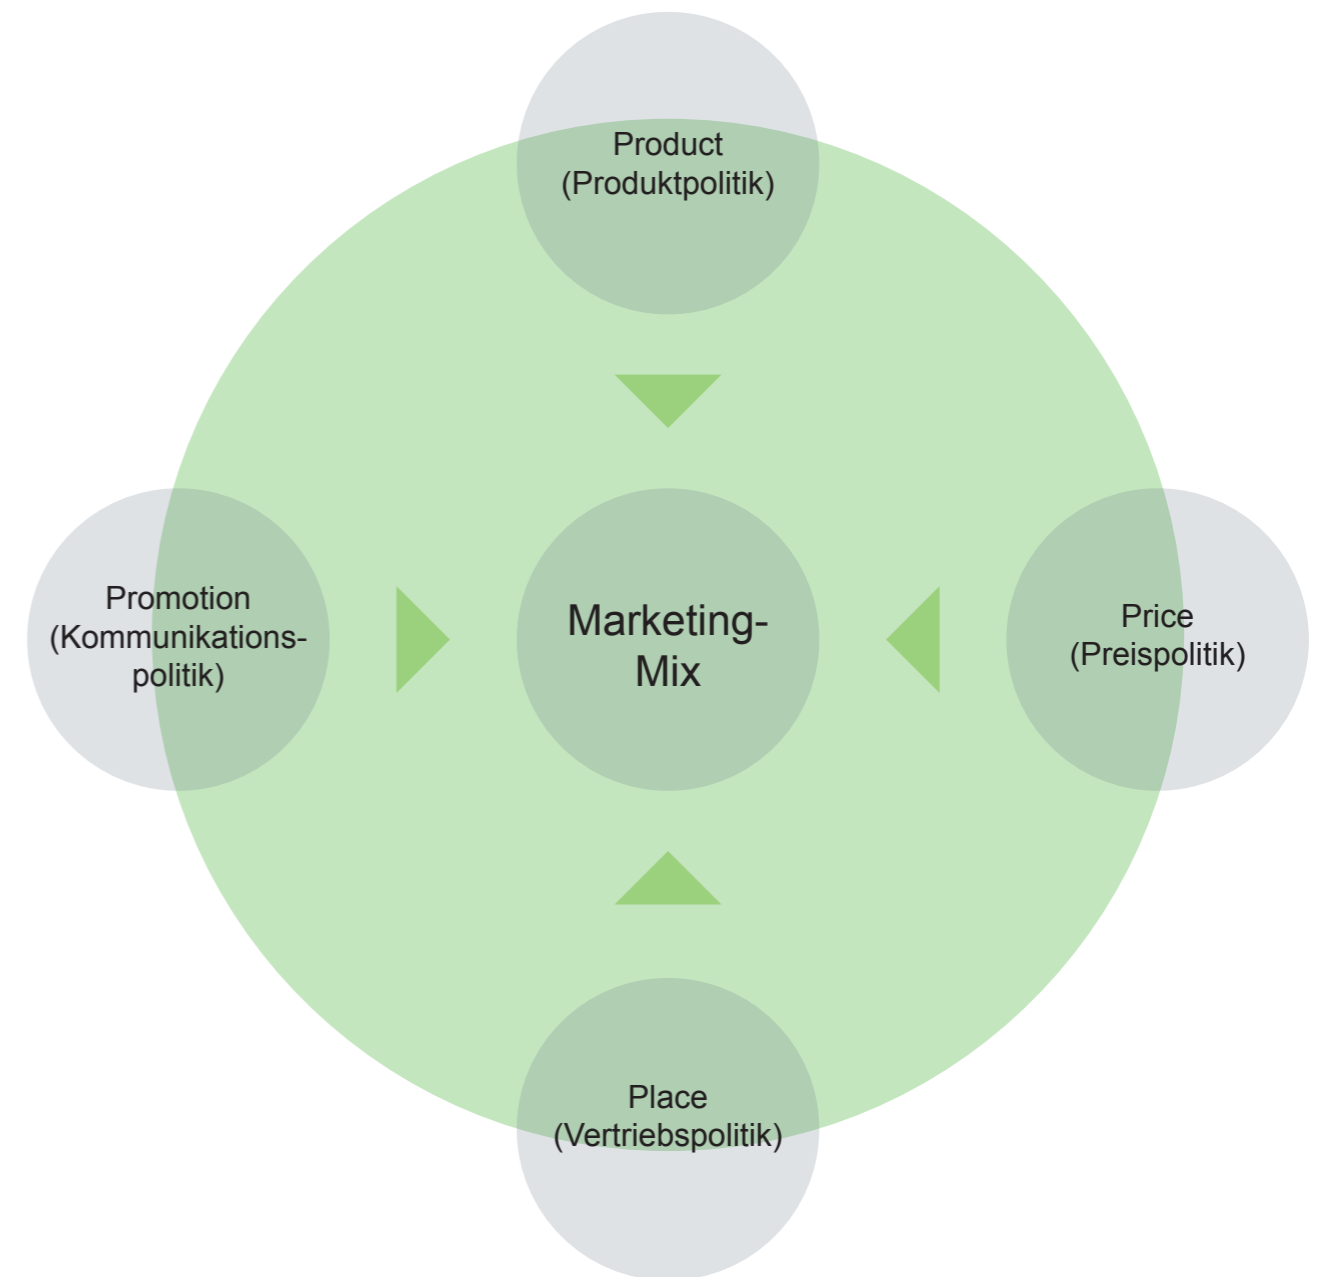 Product
(Produktpolitik)
Promotion
(Kommunikations-
politik)
Marketing-
Mix
Price
(Preispolitik)
Place
(Vertriebspolitik)